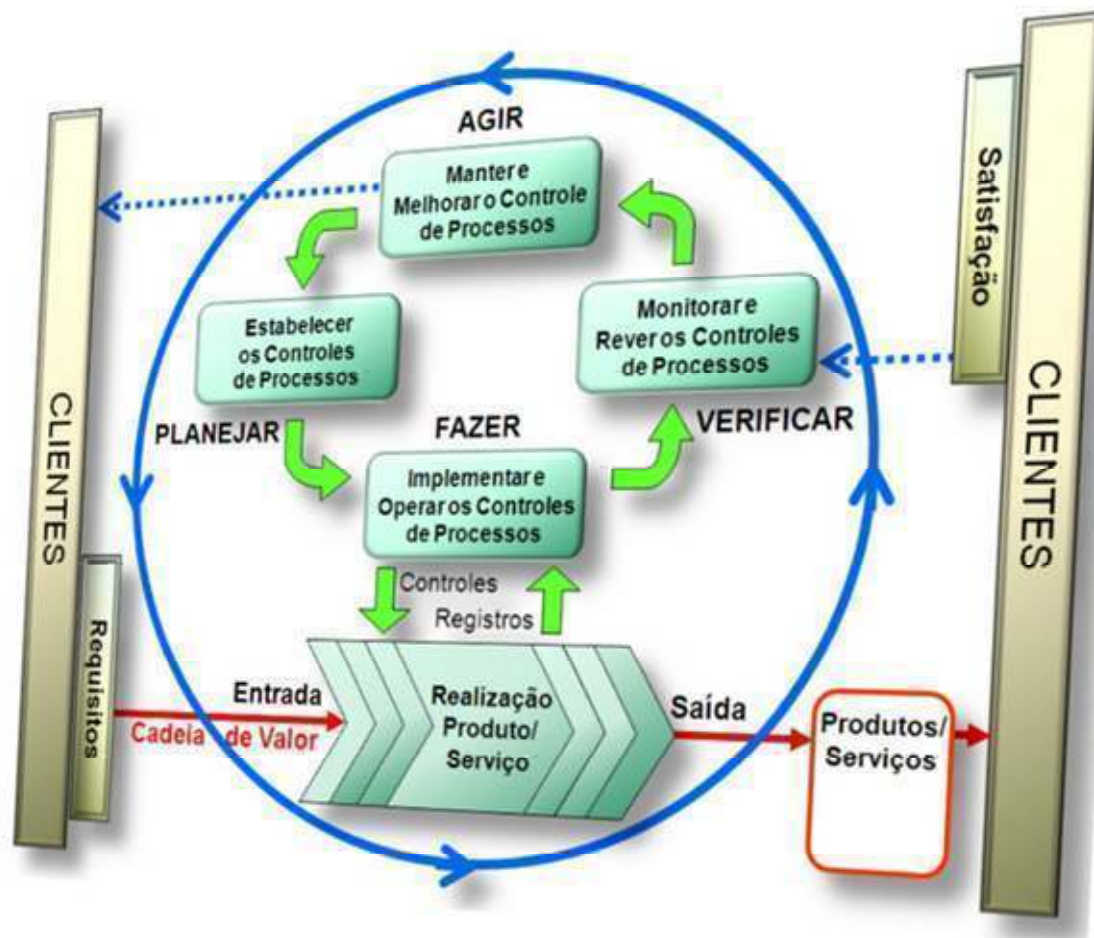 AGIR
Manter e
Melhorar o Controle
de Processos
Satisfação
CLIENTES
Estabelecer
os Controles
de Processos
Monitorar e
Rever os Controles
de Processos
CLIENTES
PLANEJAR
FAZER
VERIFICAR
Implementar e
Operar os Controles
de Processos
Controles
Registros
Requisitos
Entrada
Cadeia de Valor
Realização
Produto/
Serviço
Saída
Produtos/
Serviços